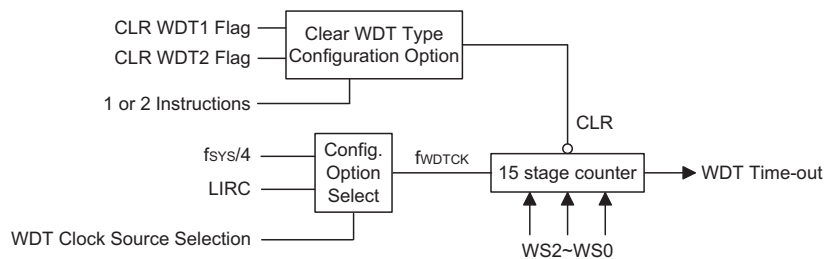 CLR WDT1 Flag
CLR WDT2 Flag
1 or 2 Instructions
Clear WDT Type
Configuration Option
CLR
fSYS/4
LIRC
WDT Clock Source Selection
Config.
Option
Select
fWDTCK
15 stage counter
WDT Time-out
WS2~WS0